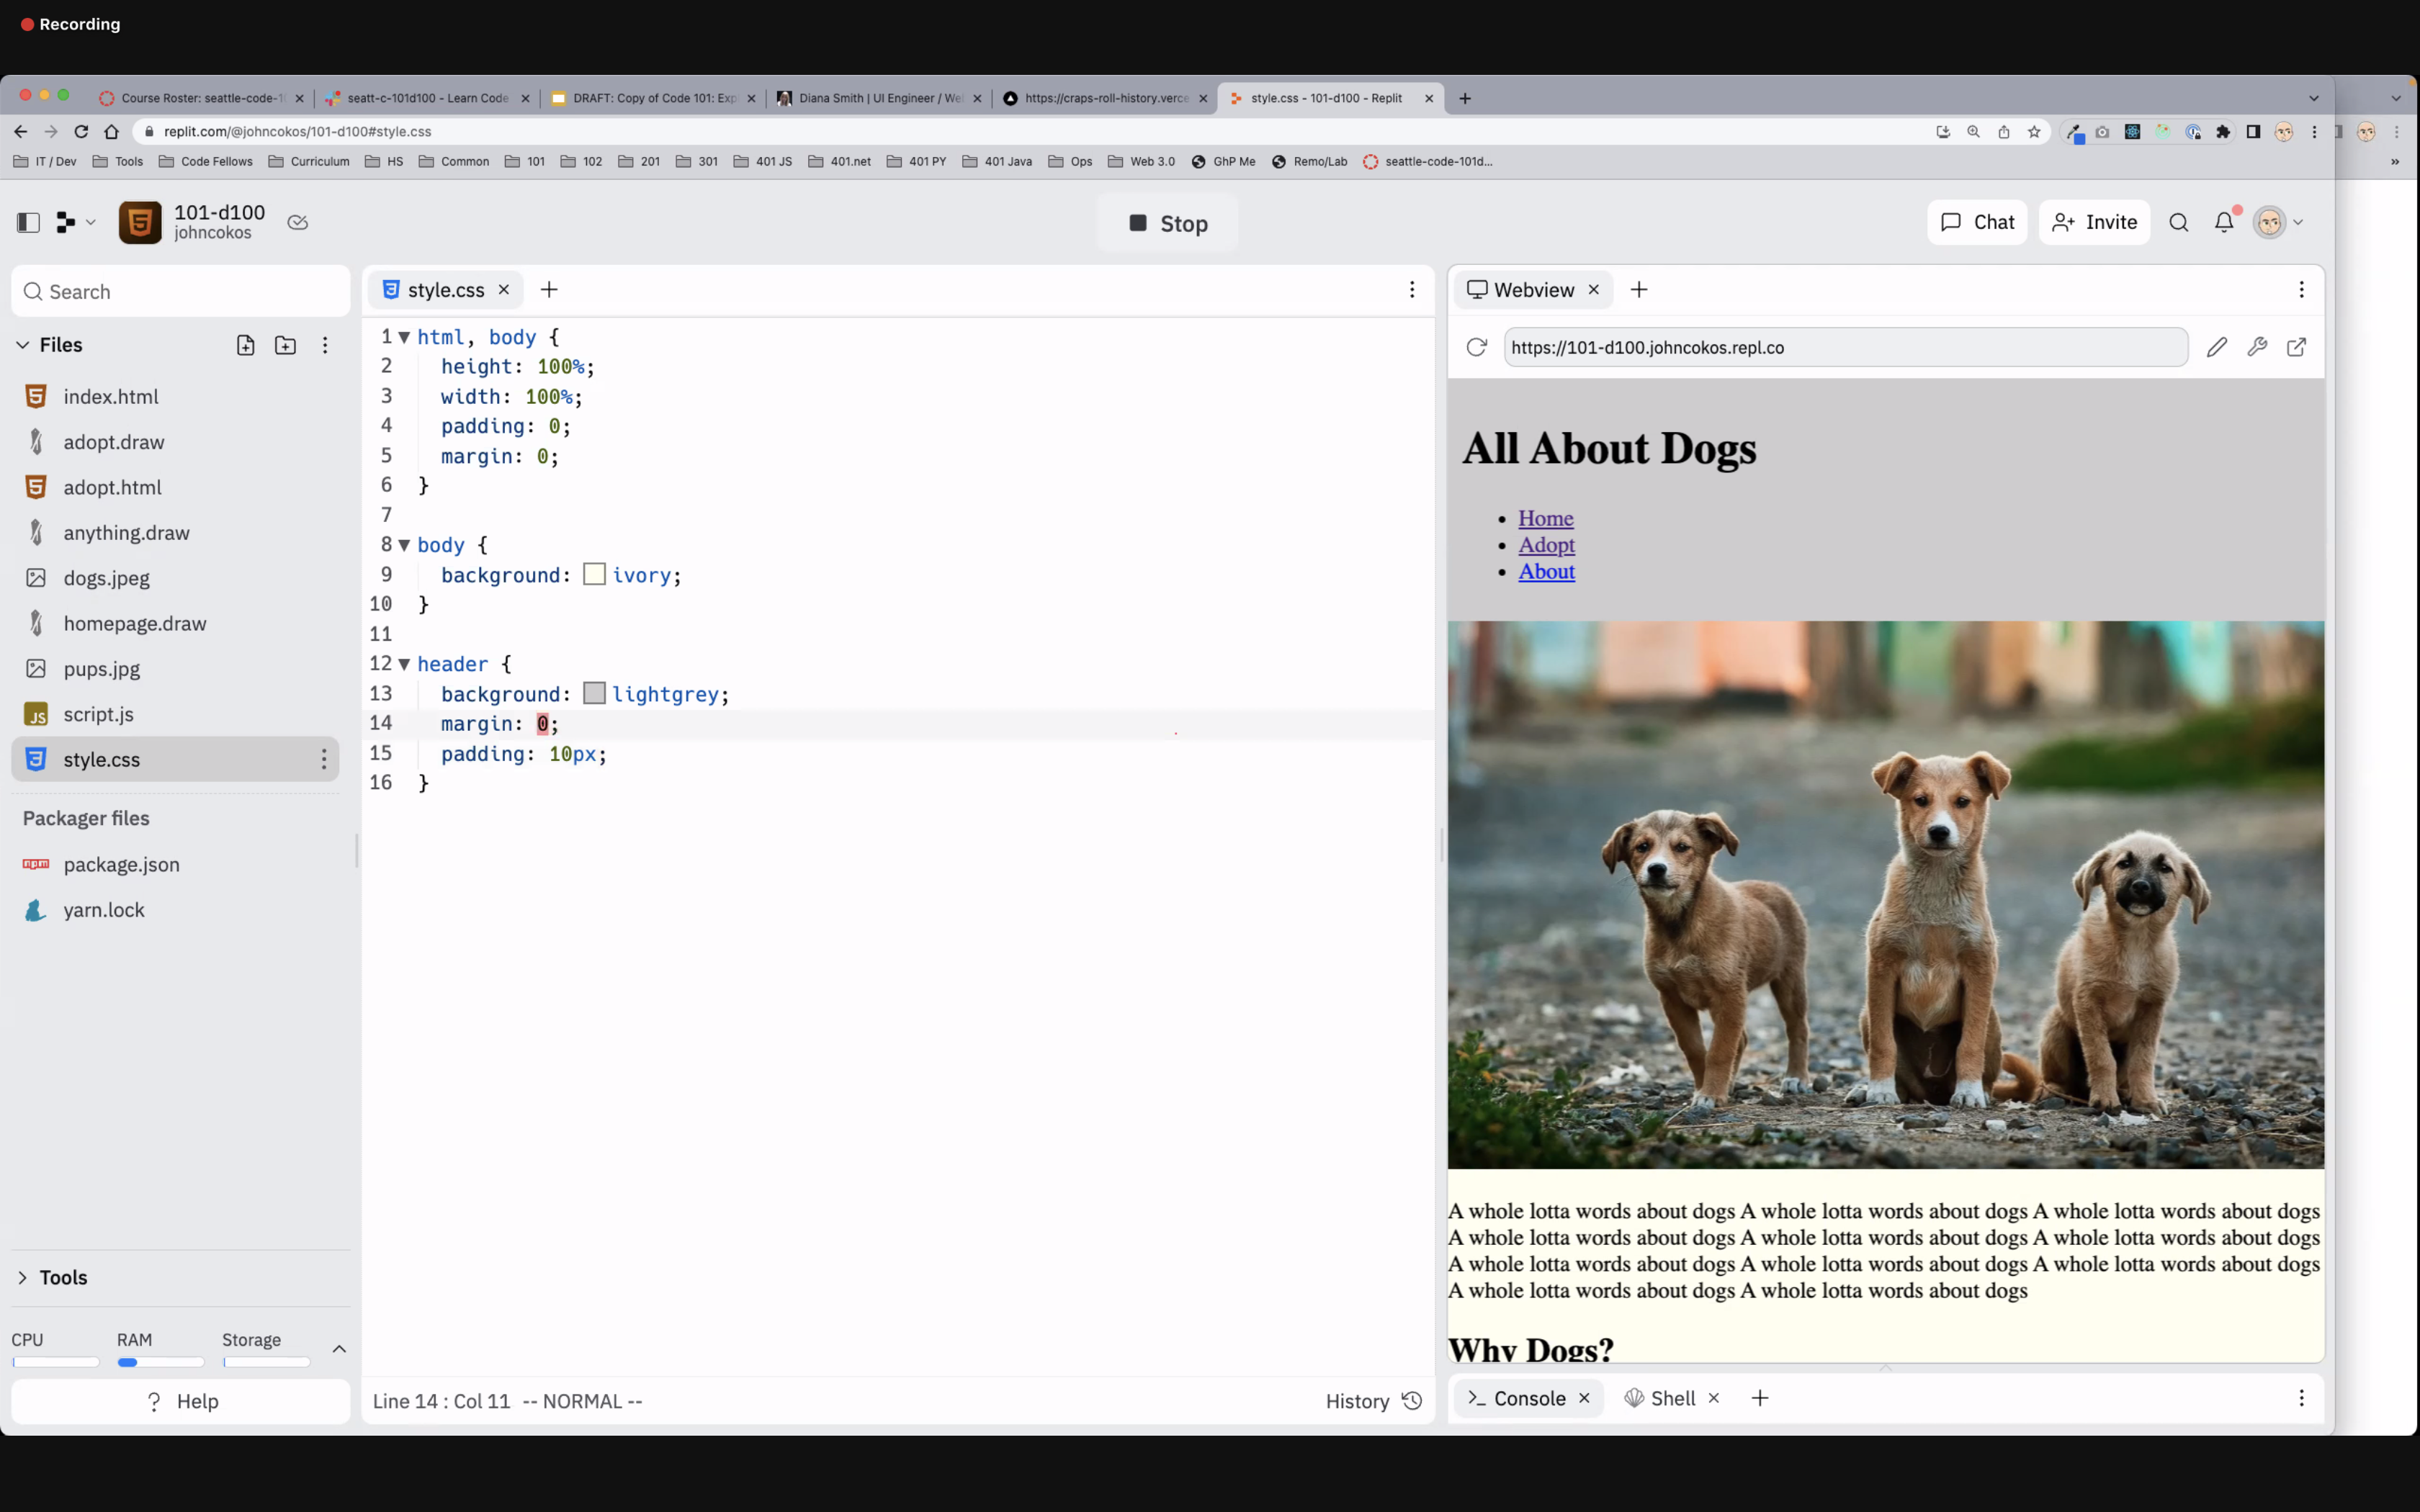 Recording
Course Roster: seattle-code-1
seatt-c-101d100 - Learn Code
DRAFT: Copy of Code 101: Exp
Diana Smith | UI Engineer / We
https://craps-roll-history.verce
style.css - 101-d100 - Replit
replit.com/@johncokos/101-d100#style.css
IT / Dev
Tools
Code Fellows
Curriculum
HS
Common
101
102
201
301
401 JS
401.net
401 PY
401 Java
Ops
Web 3.0
GhP Me
Remo/Lab
seattle-code-101d...
»
101-d100
johncokos
Stop
Chat
Invite
Search
Files
index.html
adopt.draw
adopt.html
anything.draw
dogs.jpeg
homepage.draw
pups.jpg
script.js
style.css
Packager files
package.json
yarn.lock
Tools
CPU
RAM
Storage
? Help
style.css
1 html, body {
2 height: 100%;
3 width: 100%;
4 padding: 0;
5 margin: 0;
6 }
7
8 body {
9 background: ivory;
10 }
11
12 header {
13 background: lightgrey;
14 margin: 0;
15 padding: 10px;
16 }
Line 14 : Col 11 -- NORMAL --
History
Webview
https://101-d100.johncokos.repl.co
All About Dogs
Home
Adopt
About
A whole lotta words about dogs A whole lotta words about dogs A whole lotta words about dogs
A whole lotta words about dogs A whole lotta words about dogs A whole lotta words about dogs
A whole lotta words about dogs A whole lotta words about dogs A whole lotta words about dogs
A whole lotta words about dogs A whole lotta words about dogs
Why Dogs?
Console
Shell